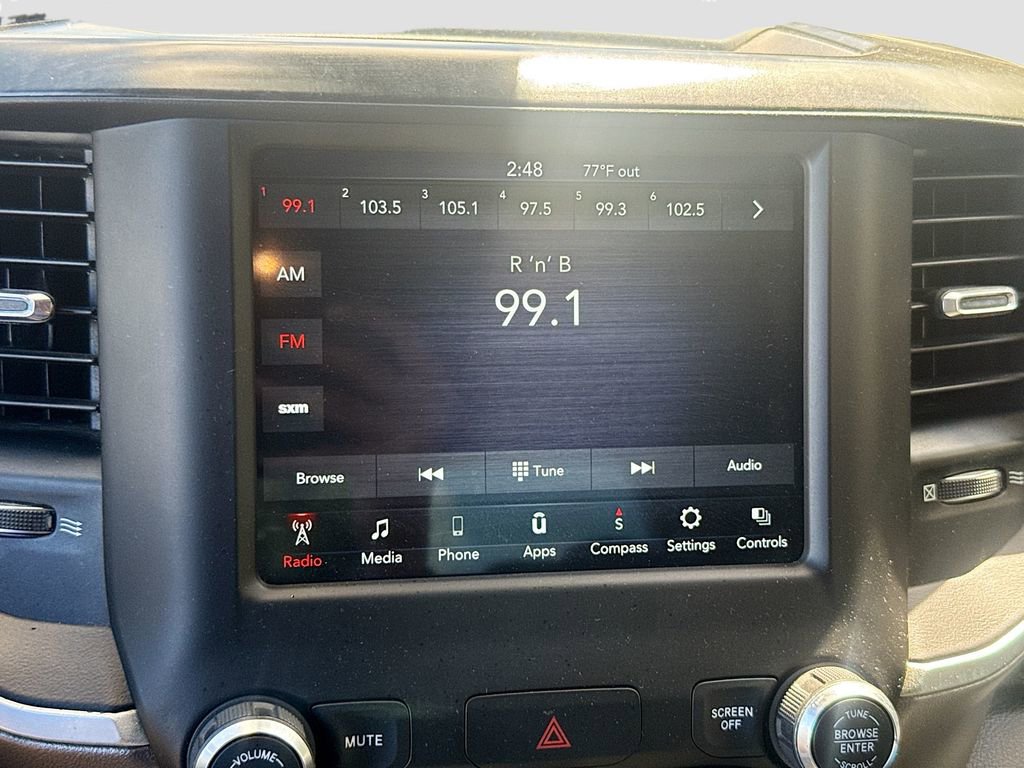 2:48 77°F out
1 99.1 2 103.5 3 105.1 4 97.5 5 99.3 6 102.5
R 'n' B
AM
99.1
FM
sxm
Browse Tune Audio
S
Radio Media Phone Apps Compass Settings Controls
VOLUME
MUTE
SCREEN
OFF
TUNE
BROWSE
ENTER
SCROLL